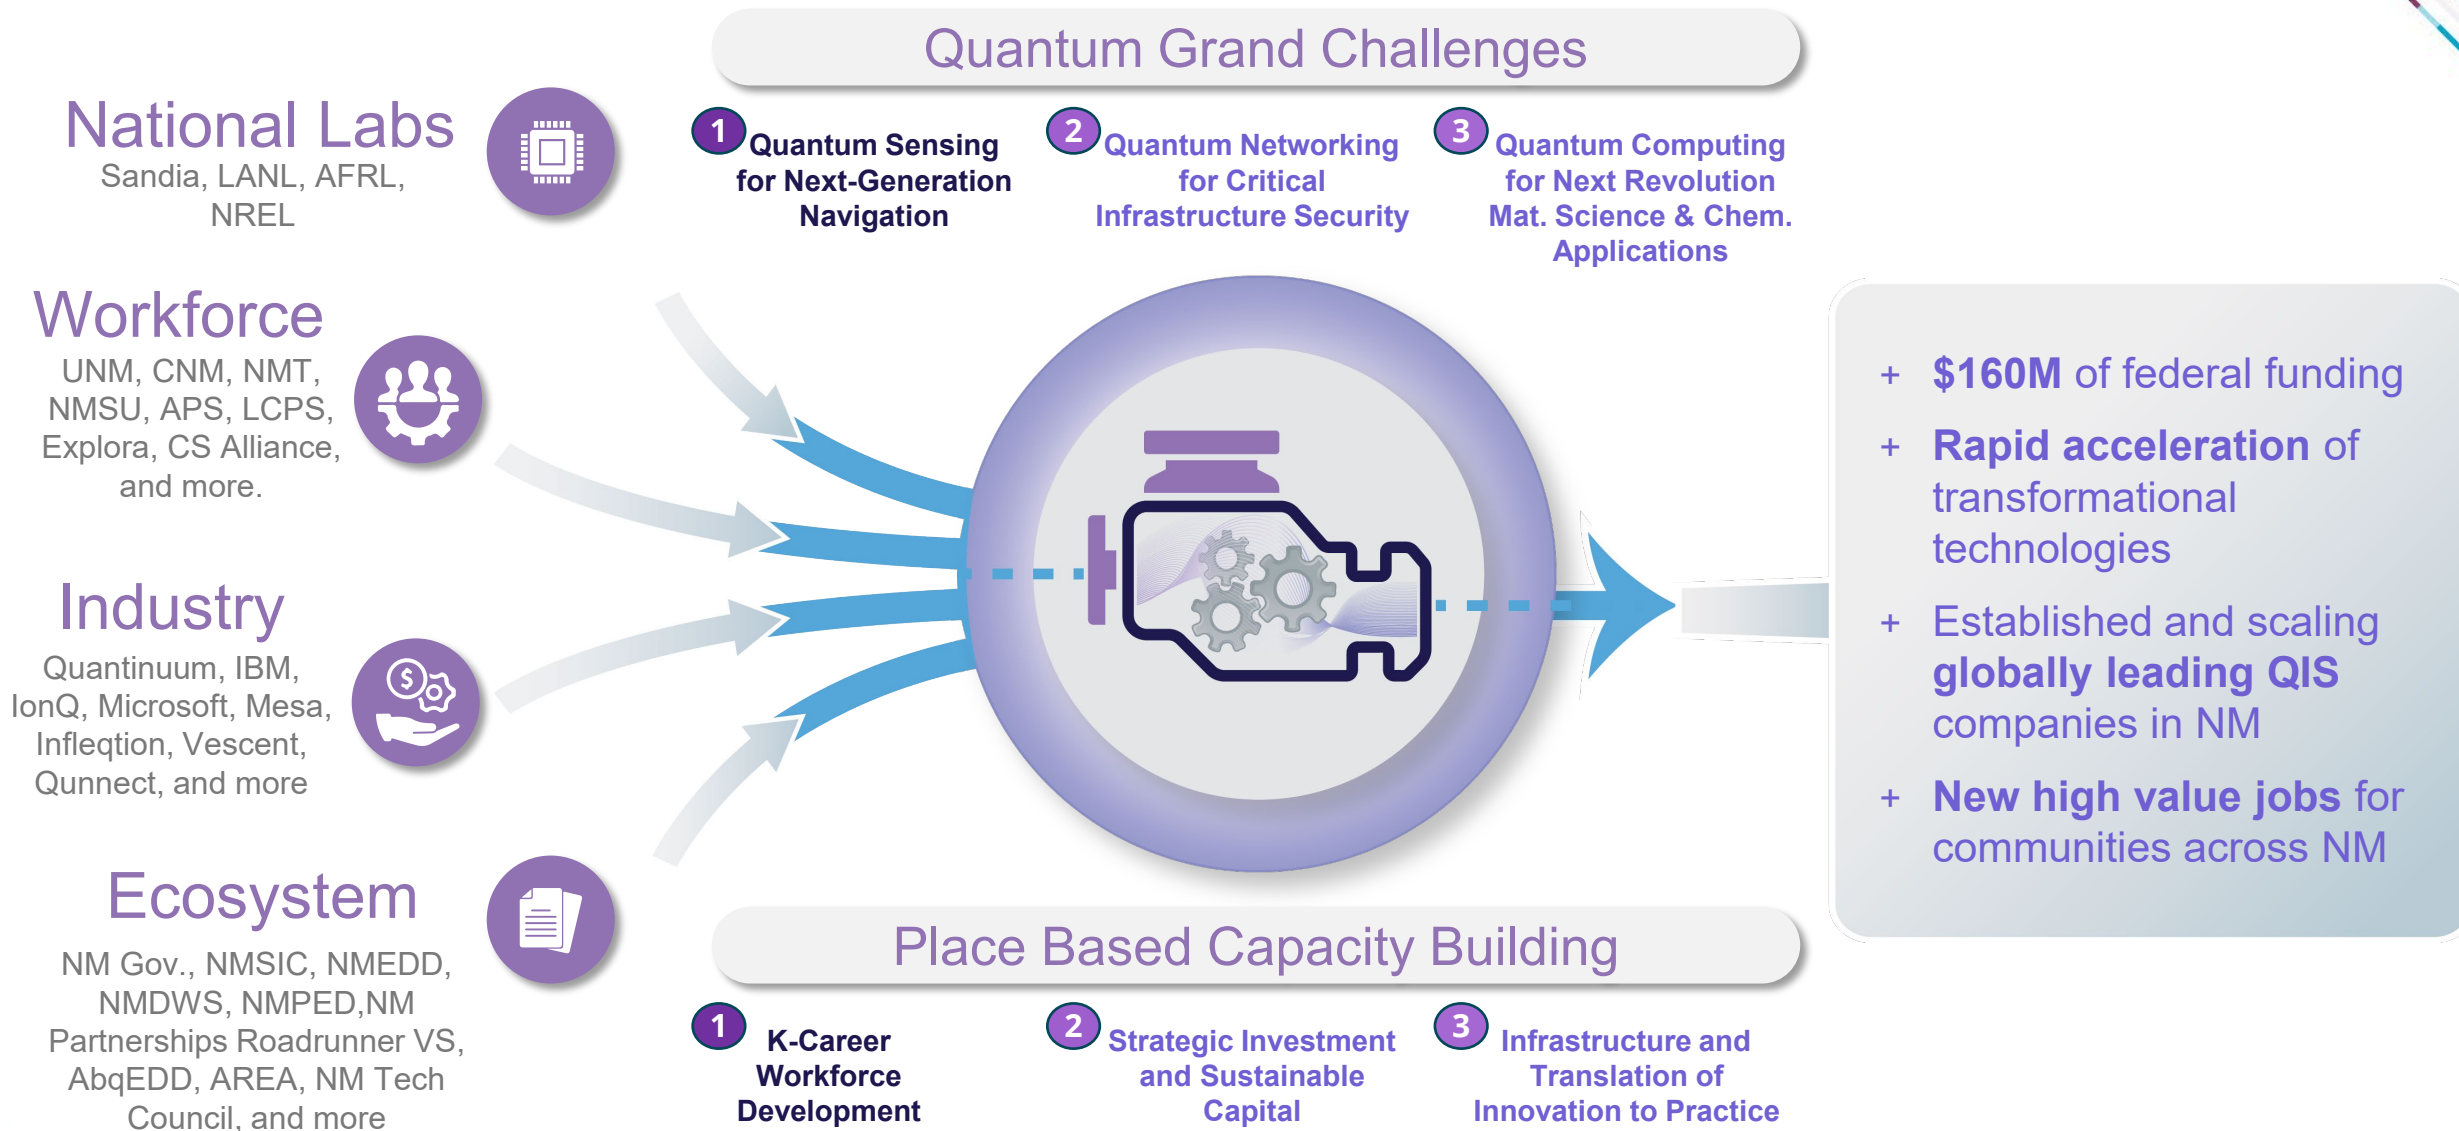 Quantum Grand Challenges
National Labs
Sandia, LANL, AFRL,
NREL
1
Quantum Sensing
for Next-Generation
Navigation
2
Quantum Networking
for Critical
Infrastructure Security
3
Quantum Computing
for Next Revolution
Mat. Science & Chem.
Applications
Workforce
UNM, CNM, NMT,
NMSU, APS, LCPS,
Explora, CS Alliance,
and more.
Industry
Quantinuum, IBM,
IonQ, Microsoft, Mesa,
Infleqtion, Vescent,
Qunnect, and more
$
Ecosystem
NM Gov., NMSIC, NMEDD,
NMDWS, NMPED,NM
Partnerships Roadrunner VS,
AbqEDD, AREA, NM Tech
Council, and more
+ $160M of federal funding
+ Rapid acceleration of
transformational
technologies
+ Established and scaling
globally leading QIS
companies in NM
+ New high value jobs for
communities across NM
Place Based Capacity Building
1
K-Career
Workforce
Development
2
Strategic Investment
and Sustainable
Capital
3
Infrastructure and
Translation of
Innovation to Practice